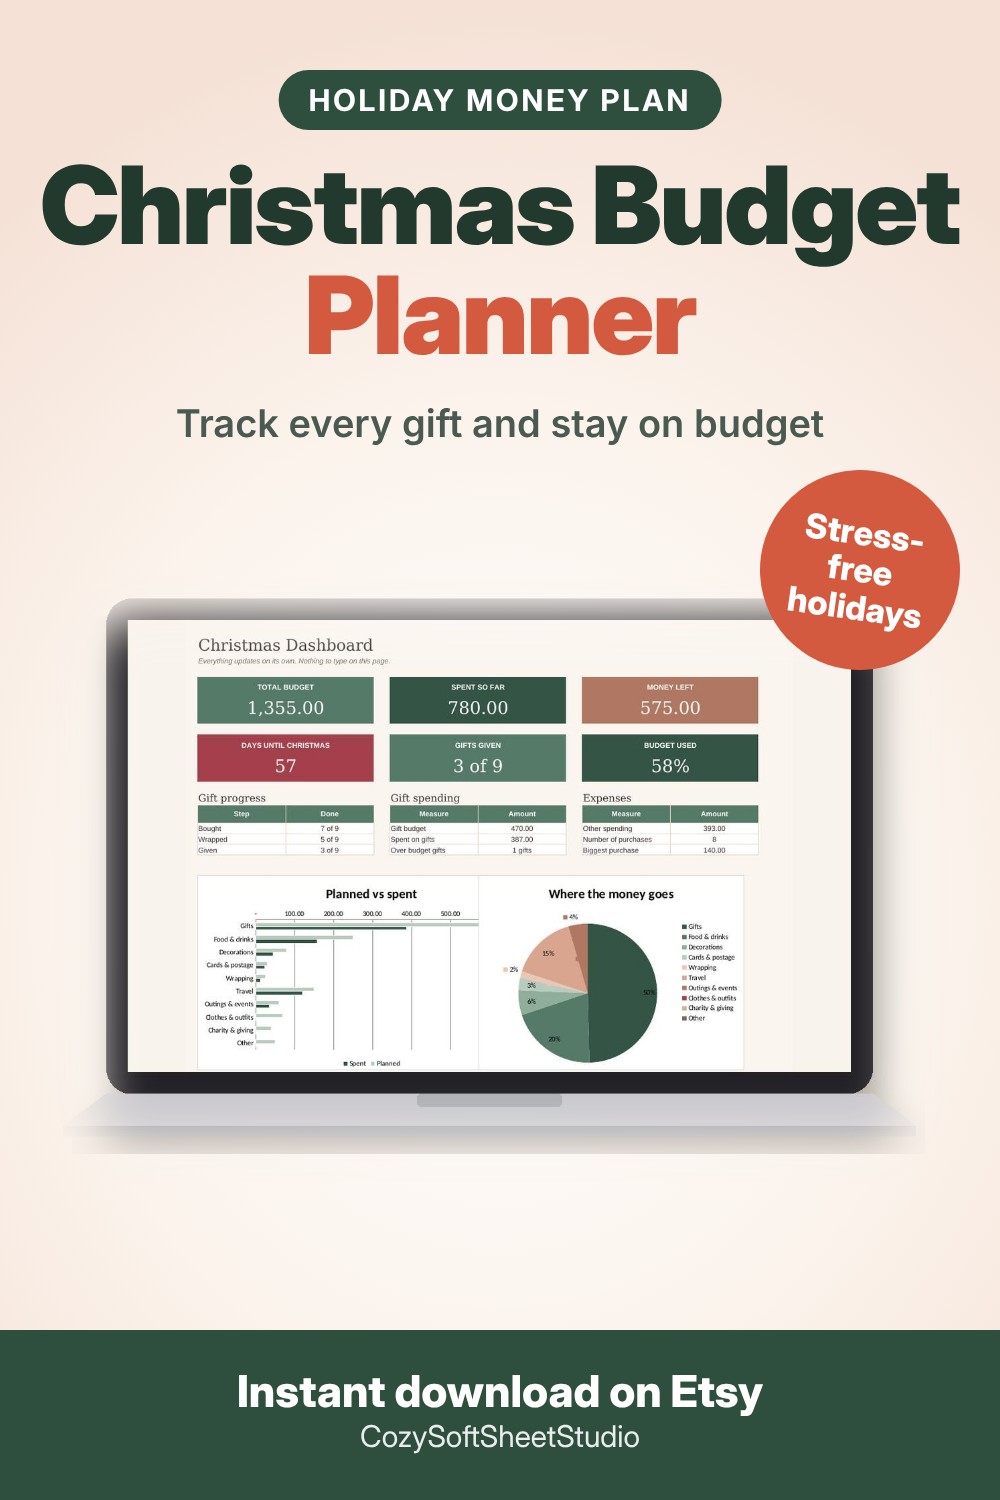 HOLIDAY MONEY PLAN
Christmas Budget
Planner
Track every gift and stay on budget
Stress-
free
holidays
Christmas Dashboard
Everything updates on its own. Nothing to type on this page.
TOTAL BUDGET
1,355.00
SPENT SO FAR
780.00
MONEY LEFT
575.00
DAYS UNTIL CHRISTMAS
57
GIFTS GIVEN
3 of 9
BUDGET USED
58%
Gift progress
Step Done
Bought 7 of 9
Wrapped 5 of 9
Given 3 of 9
Gift spending
Measure Amount
Gift budget 470.00
Spent on gifts 387.00
Over budget gifts 1 gifts
Expenses
Measure Amount
Other spending 393.00
Number of purchases 8
Biggest purchase 140.00
Planned vs spent
- 100.00 200.00 300.00 400.00 500.00
Gifts
Food & drinks
Decorations
Cards & postage
Wrapping
Travel
Outings & events
Clothes & outfits
Charity & giving
Other
Spent Planned
Where the money goes
4%
15%
2%
3%
6%
20%
50%
Gifts
Food & drinks
Decorations
Cards & postage
Wrapping
Travel
Outings & events
Clothes & outfits
Charity & giving
Other
Instant download on Etsy
CozySoftSheetStudio